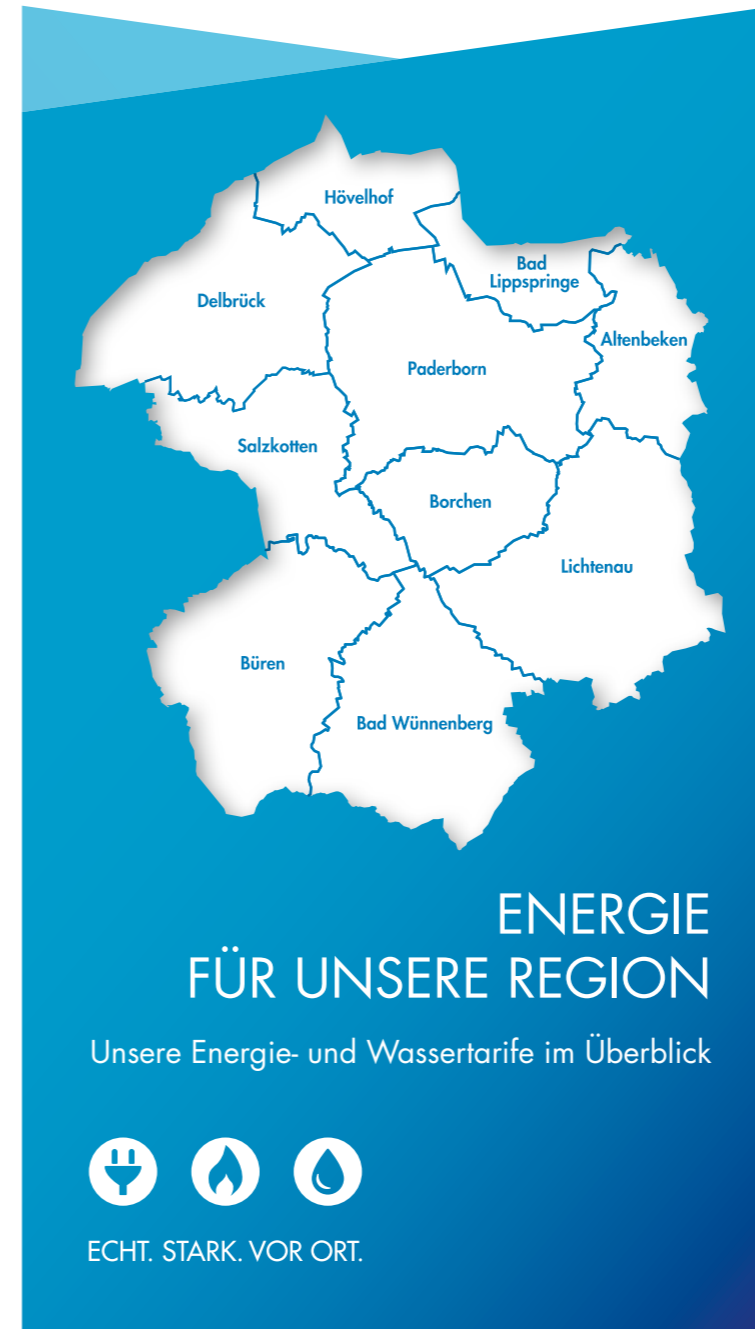 Hövelhof
Bad
Lippspringe
Delbrück
Altenbeken
Paderborn
Salzkotten
Borchen
Lichtenau
Büren
Bad Wünnenberg
ENERGIE
FÜR UNSERE REGION
Unsere Energie- und Wassertarife im Überblick
ECHT. STARK. VOR ORT.